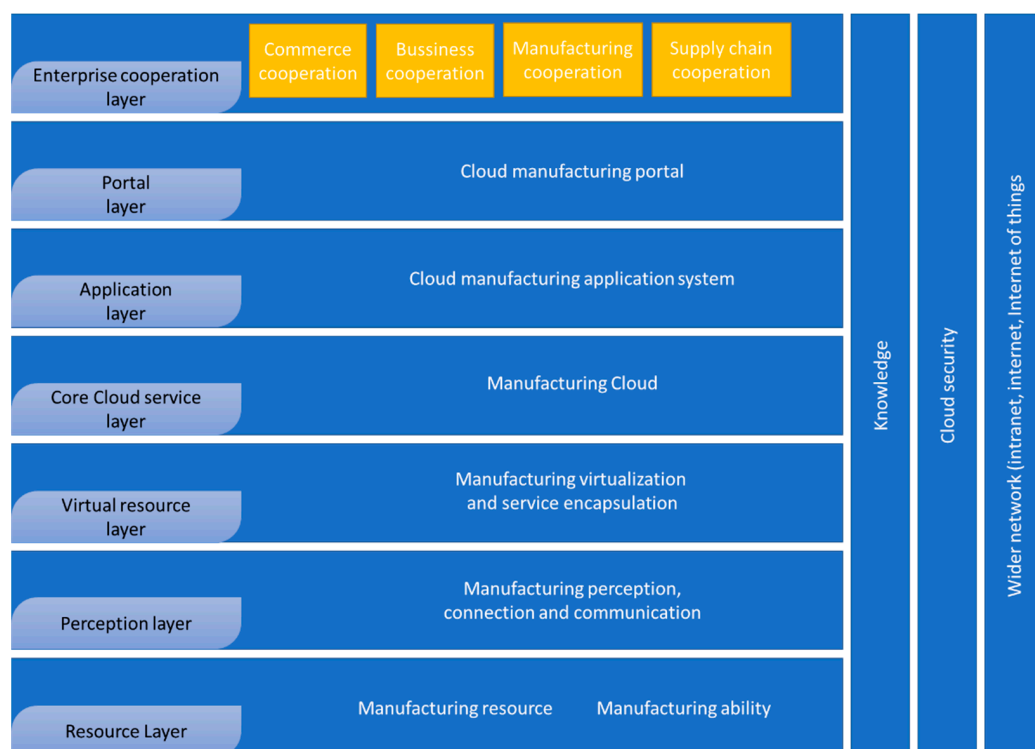 Enterprise cooperation
layer
Commerce
cooperation
Bussiness
cooperation
Manufacturing
cooperation
Supply chain
cooperation
Portal
layer
Cloud manufacturing portal
Application
layer
Cloud manufacturing application system
Core Cloud service
layer
Manufacturing Cloud
Virtual resource
layer
Manufacturing virtualization
and service encapsulation
Perception layer
Manufacturing perception,
connection and communication
Resource Layer
Manufacturing resource
Manufacturing ability
Knowledge
Cloud security
Wider network (intranet, internet, Internet of things